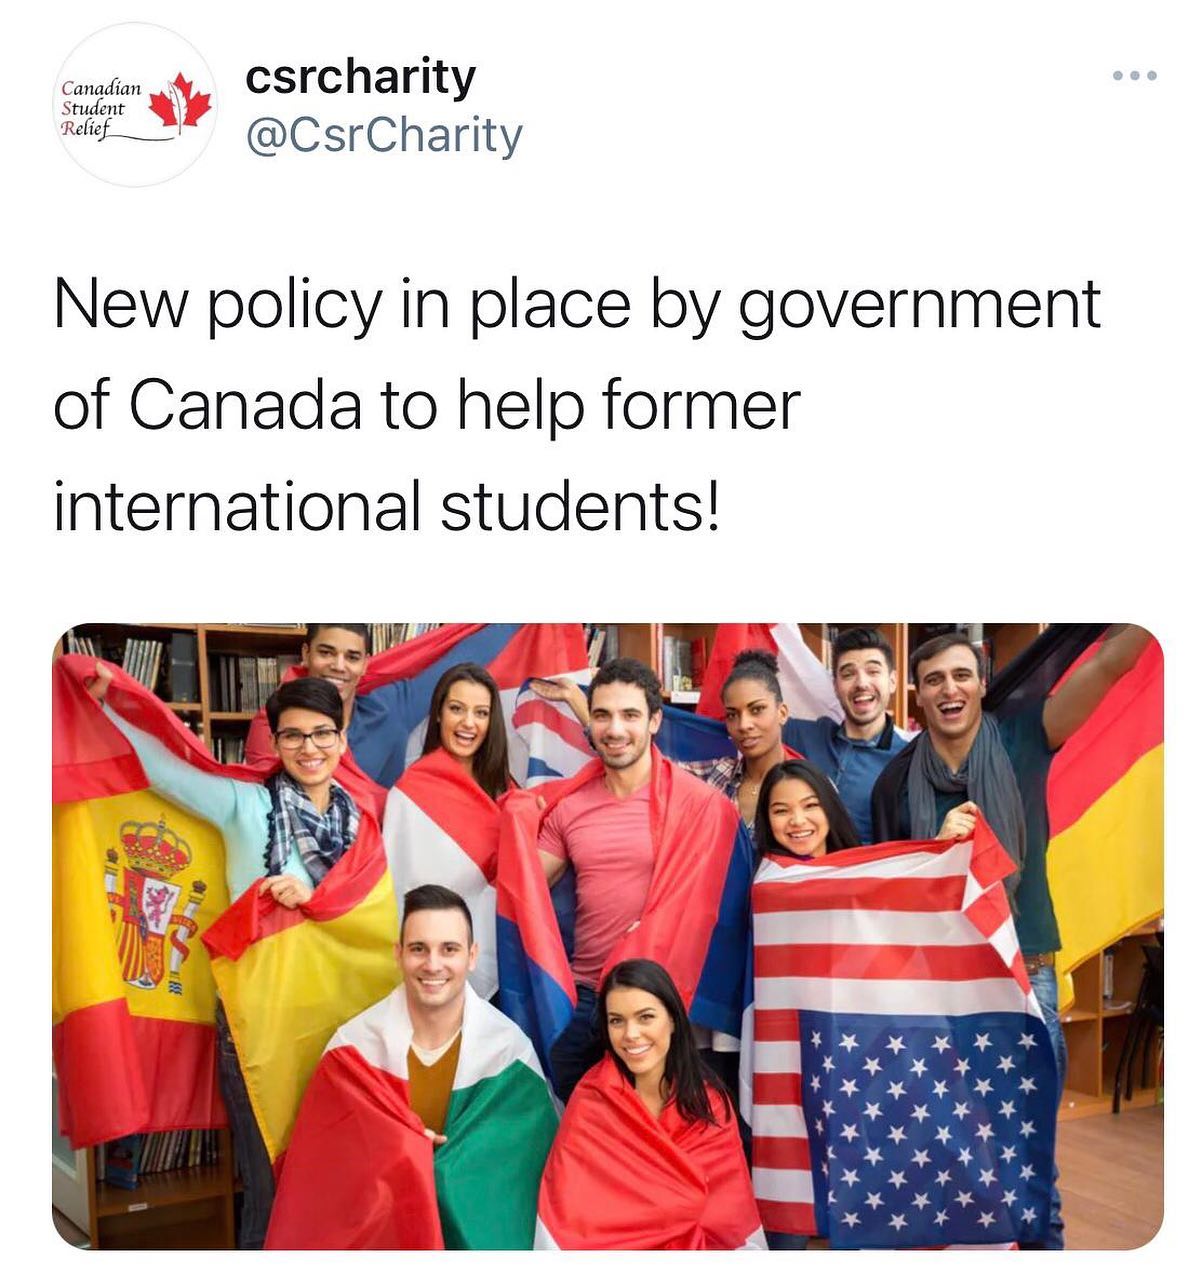 Canadian
Student
Relief
csrcharity
@CsrCharity
New policy in place by government
of Canada to help former
international students!